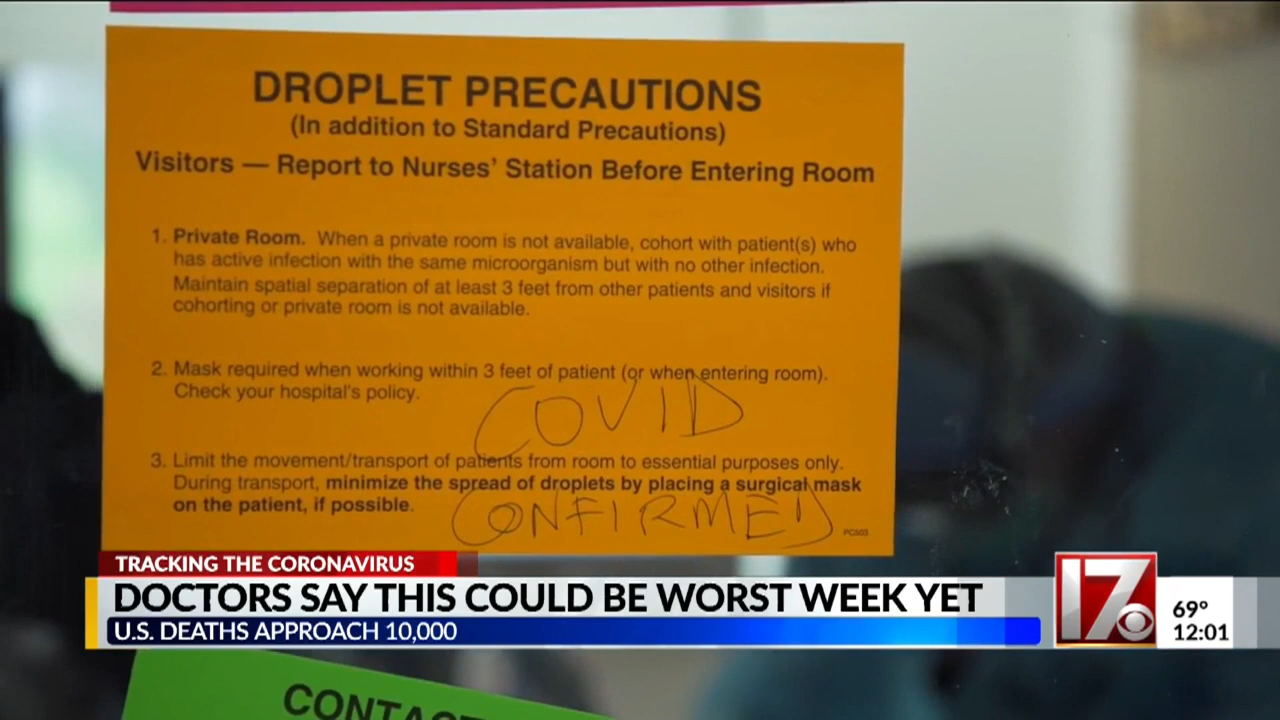 DROPLET PRECAUTIONS
(In addition to Standard Precautions)
Visitors — Report to Nurses' Station Before Entering Room
1. Private Room. When a private room is not available, cohort with patient(s) who
has active infection with the same microorganism but with no other infection.
Maintain spatial separation of at least 3 feet from other patients and visitors if
cohorting or private room is not available.
2. Mask required when working within 3 feet of patient (or when entering room).
Check your hospital's policy.
COVID
3. Limit the movement/transport of patients from room to essential purposes only.
During transport, minimize the spread of droplets by placing a surgical mask
on the patient, if possible.
CONFIRMED
TRACKING THE CORONAVIRUS
DOCTORS SAY THIS COULD BE WORST WEEK YET
U.S. DEATHS APPROACH 10,000
17
69°
12:01